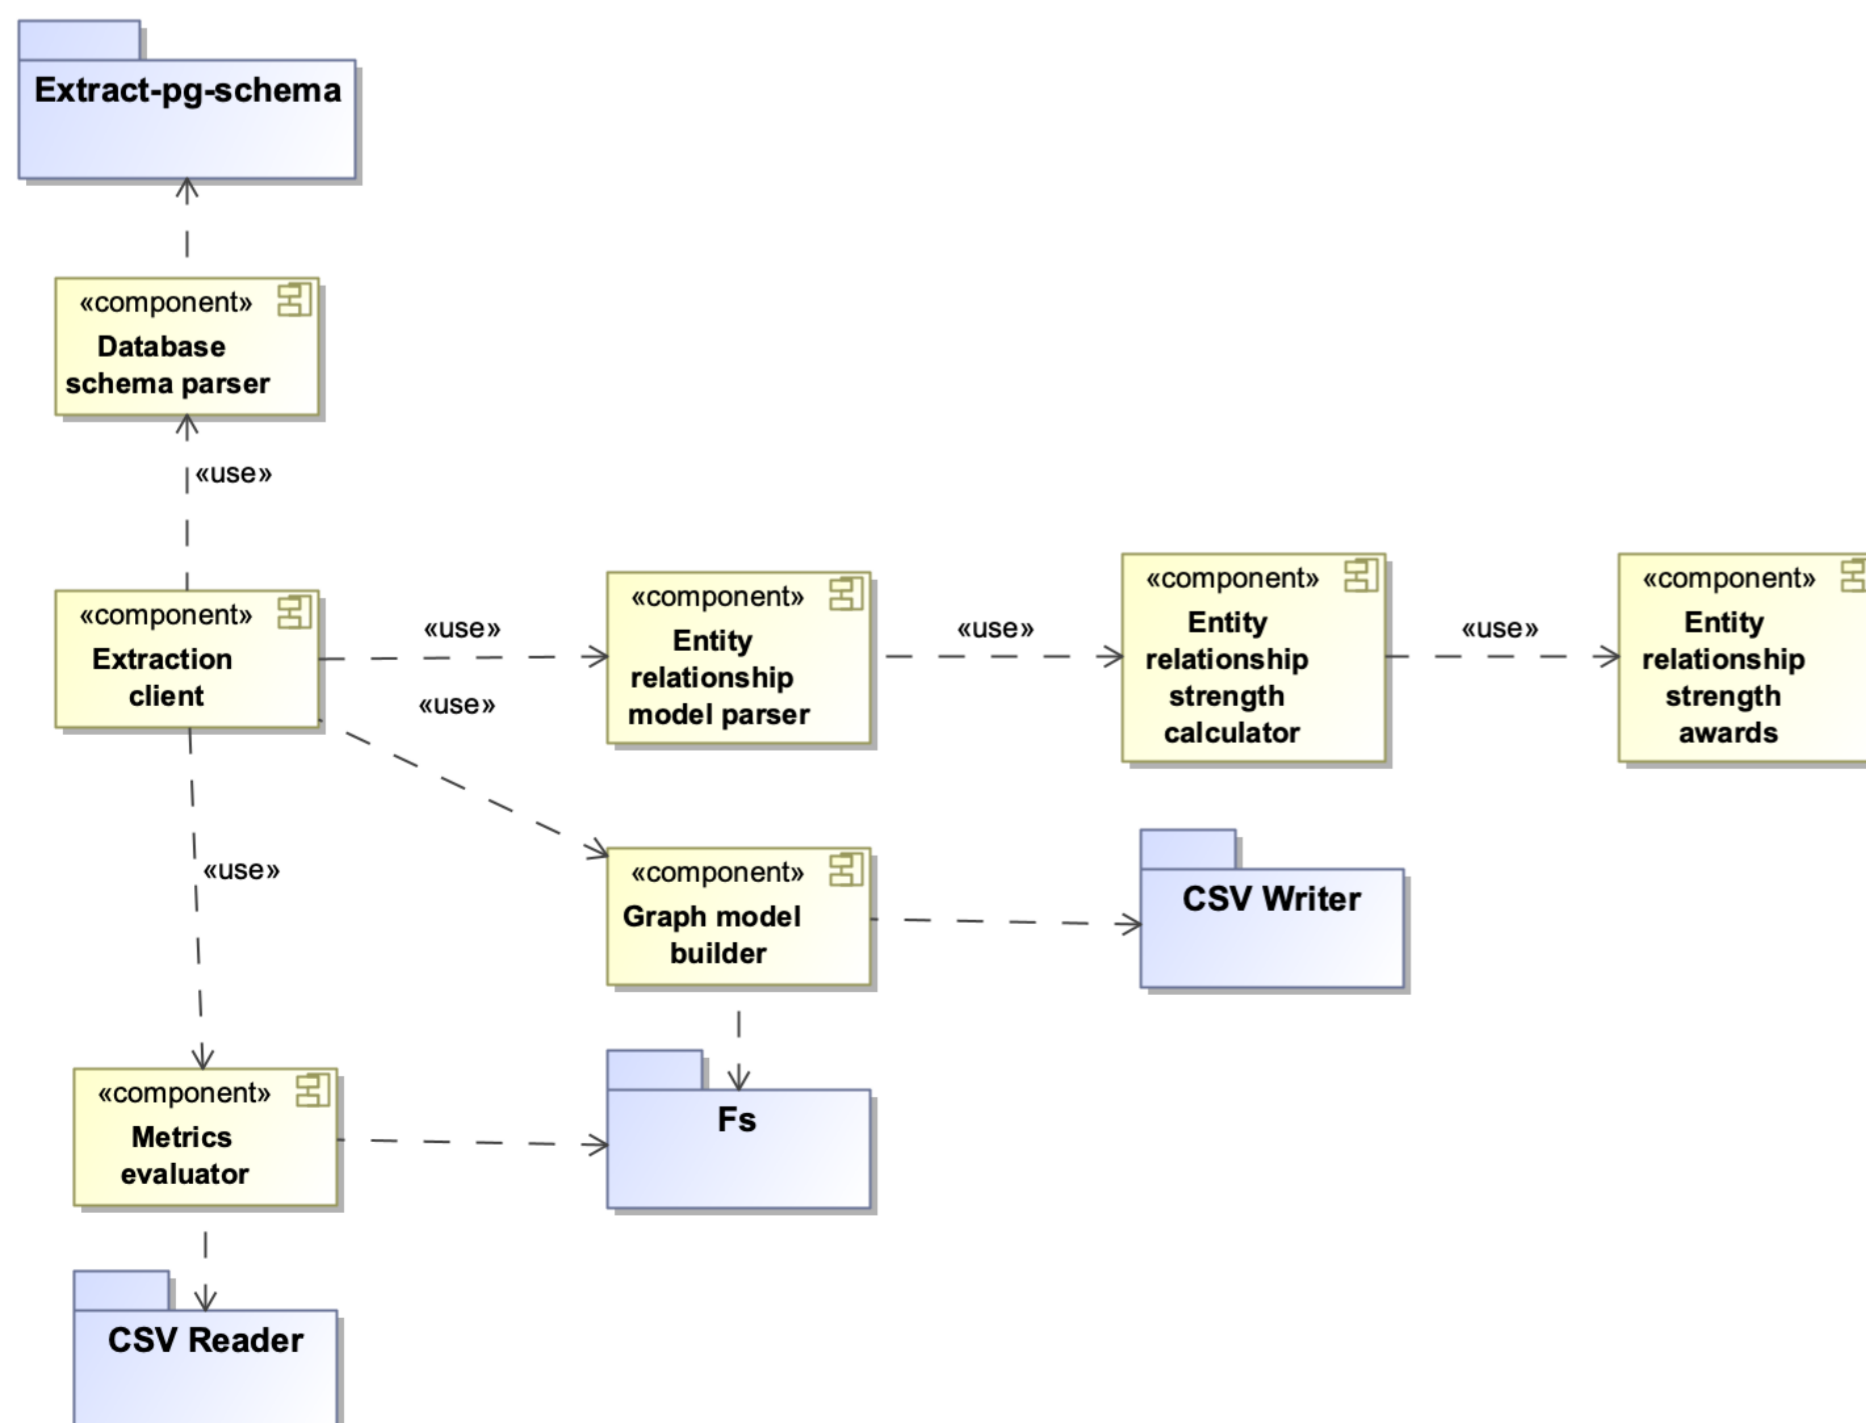 Extract-pg-schema
«component»
Database
schema parser
«use»
«component»
Extraction
client
«use»
«use»
«component»
Entity
relationship
model parser
«use»
«component»
Entity
relationship
strength
calculator
«use»
«component»
Entity
relationship
strength
awards
«use»
«component»
Graph model
builder
CSV Writer
«component»
Metrics
evaluator
Fs
CSV Reader